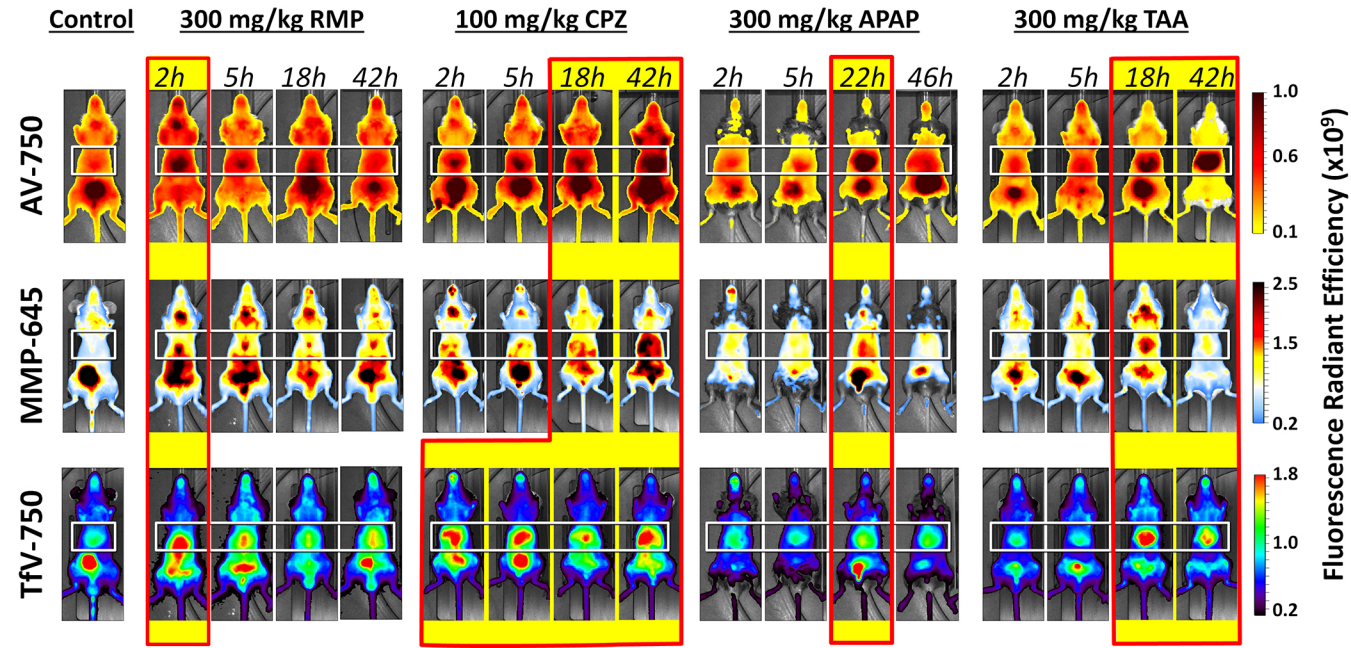 Control 300 mg/kg RMP 100 mg/kg CPZ 300 mg/kg APAP 300 mg/kg TAA
2h 5h 18h 42h 2h 5h 18h 42h 2h 5h 22h 46h 2h 5h 18h 42h
AV-750
1.0
0.6
0.1
MMP-645
2.5
1.5
0.2
TfV-750
1.8
1.0
0.2
Fluorescence Radiant Efficiency (x10⁹)